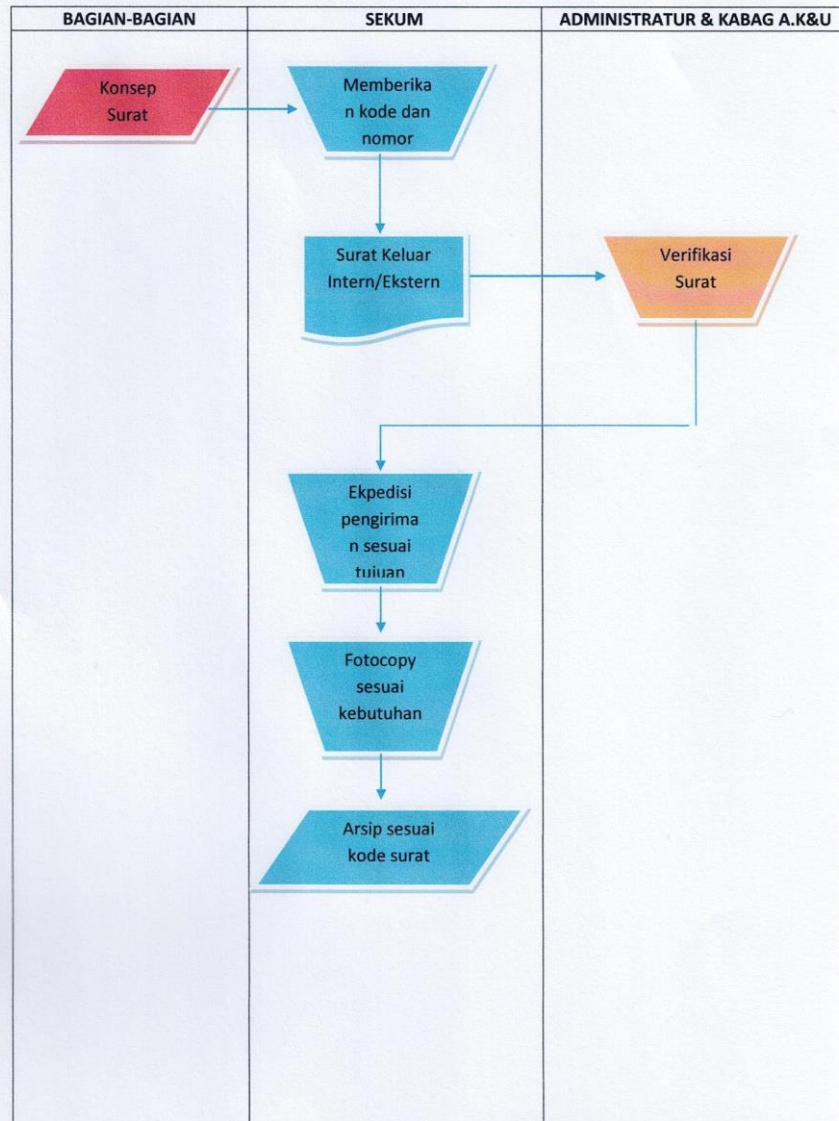 BAGIAN-BAGIAN
SEKUM
ADMINISTRATUR & KABAG A.K&U
Konsep
Surat
Memberika
n kode dan
nomor
Surat Keluar
Intern/Ekstern
Verifikasi
Surat
Ekpedisi
pengirima
n sesuai
tujuan
Fotocopy
sesuai
kebutuhan
Arsip sesuai
kode surat